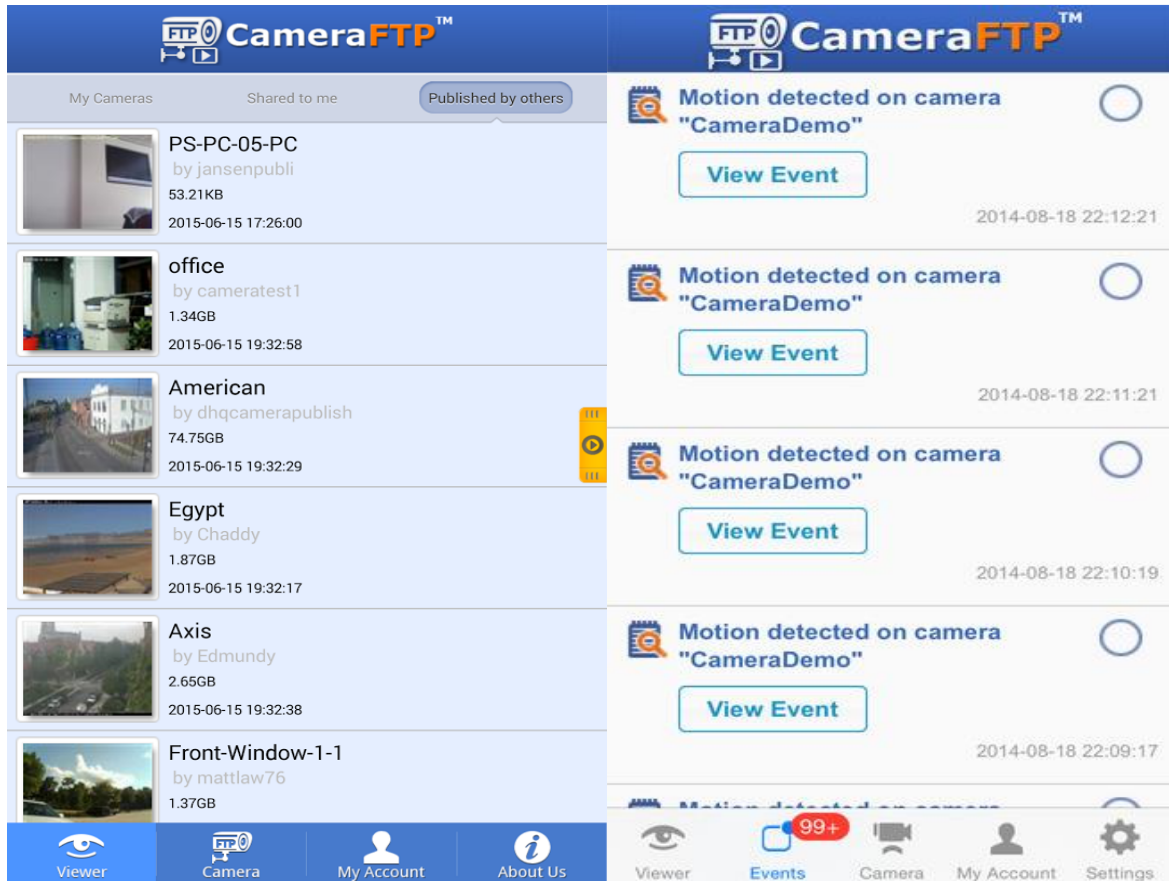 FTP CameraFTP™
My Cameras Shared to me Published by others
PS-PC-05-PC
by jansenpubli
53.21KB
2015-06-15 17:26:00
office
by cameratest1
1.34GB
2015-06-15 19:32:58
American
by dhqcamerapublish
74.75GB
2015-06-15 19:32:29
Egypt
by Chaddy
1.87GB
2015-06-15 19:32:17
Axis
by Edmundy
2.65GB
2015-06-15 19:32:38
Front-Window-1-1
by mattlaw76
1.37GB
FTP
Viewer Camera My Account About Us
FTP CameraFTP™
Motion detected on camera
"CameraDemo"
View Event
2014-08-18 22:12:21
Motion detected on camera
"CameraDemo"
View Event
2014-08-18 22:11:21
Motion detected on camera
"CameraDemo"
View Event
2014-08-18 22:10:19
Motion detected on camera
"CameraDemo"
View Event
2014-08-18 22:09:17
Motion detected on camera
99+
Viewer Events Camera My Account Settings